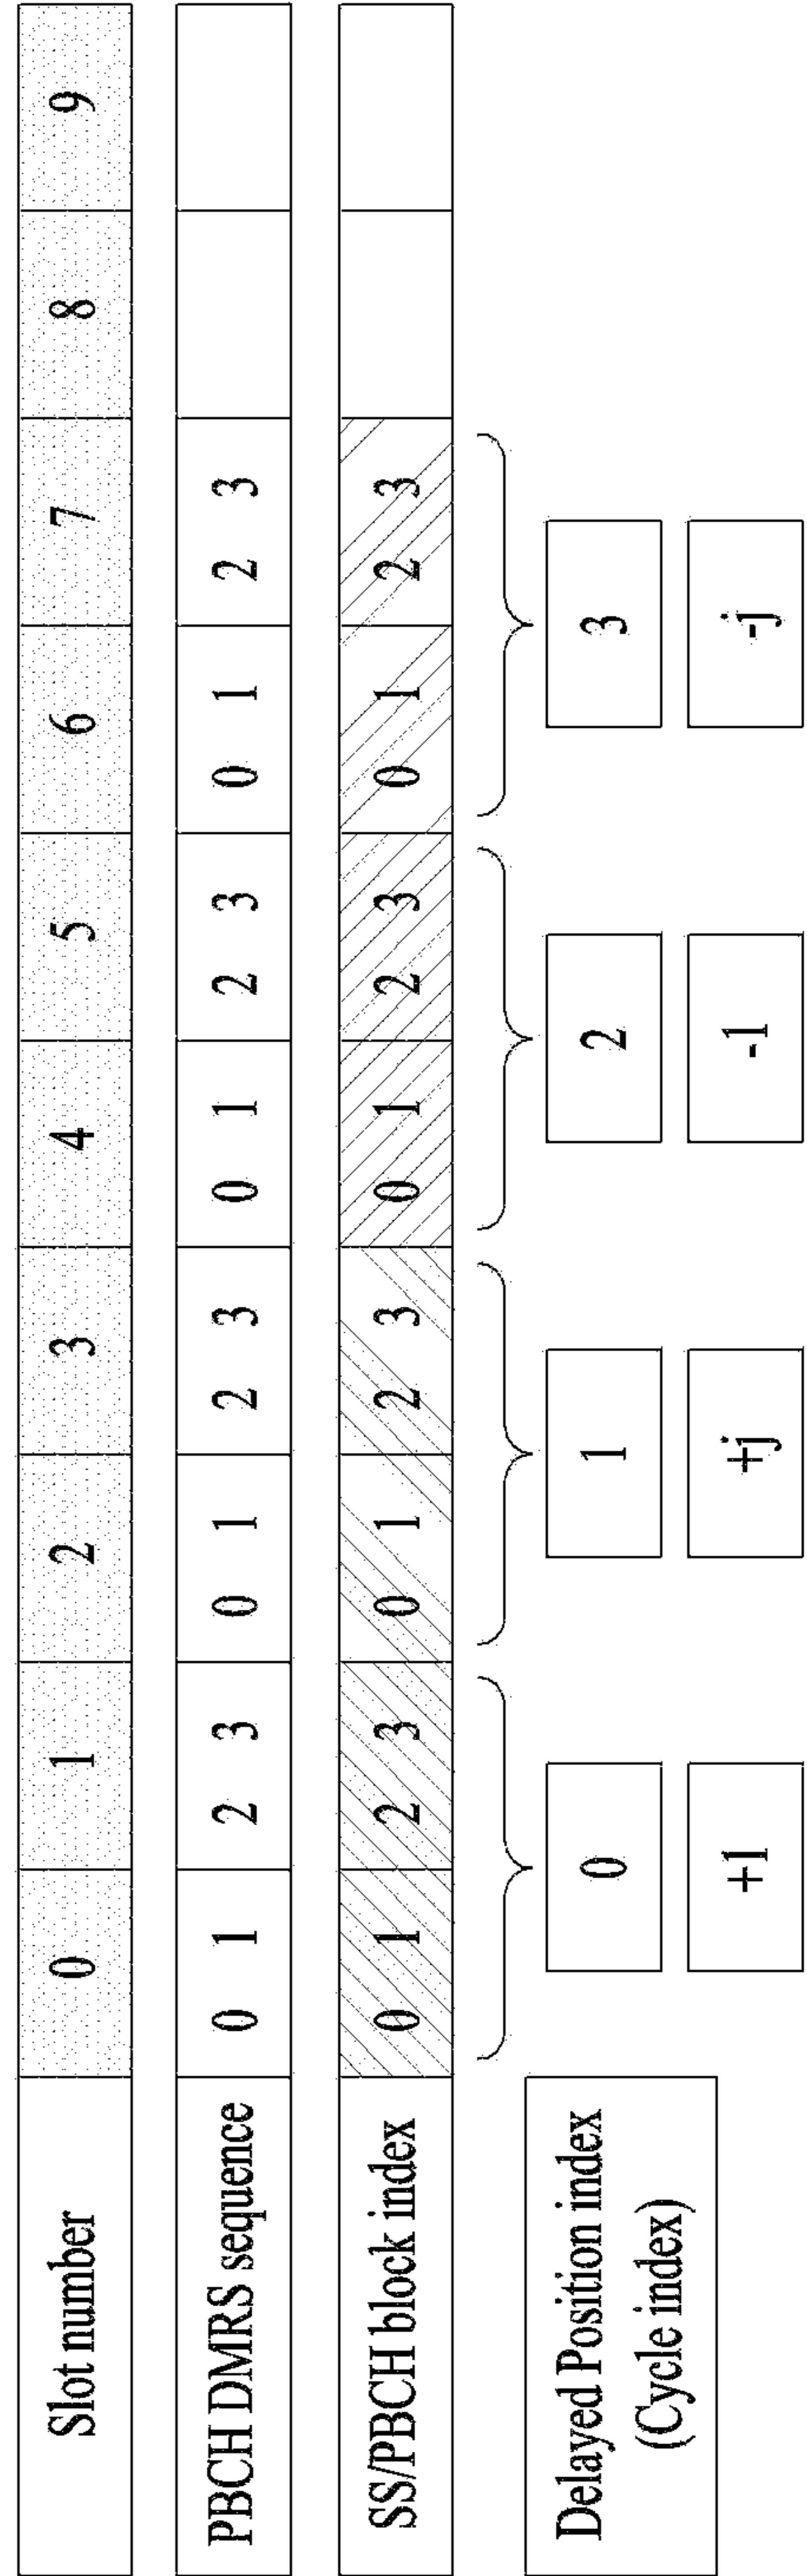 Slot number 0 1 2 3 4 5 6 7 8 9
PBCH DMRS sequence 0 1 2 3 0 1 2 3 0 1 2 3 0 1 2 3
SS/PBCH block index 0 1 2 3 0 1 2 3 0 1 2 3 0 1 2 3
Delayed Position index 0 1 2 3
(Cycle index)
+1 +j -1 -j